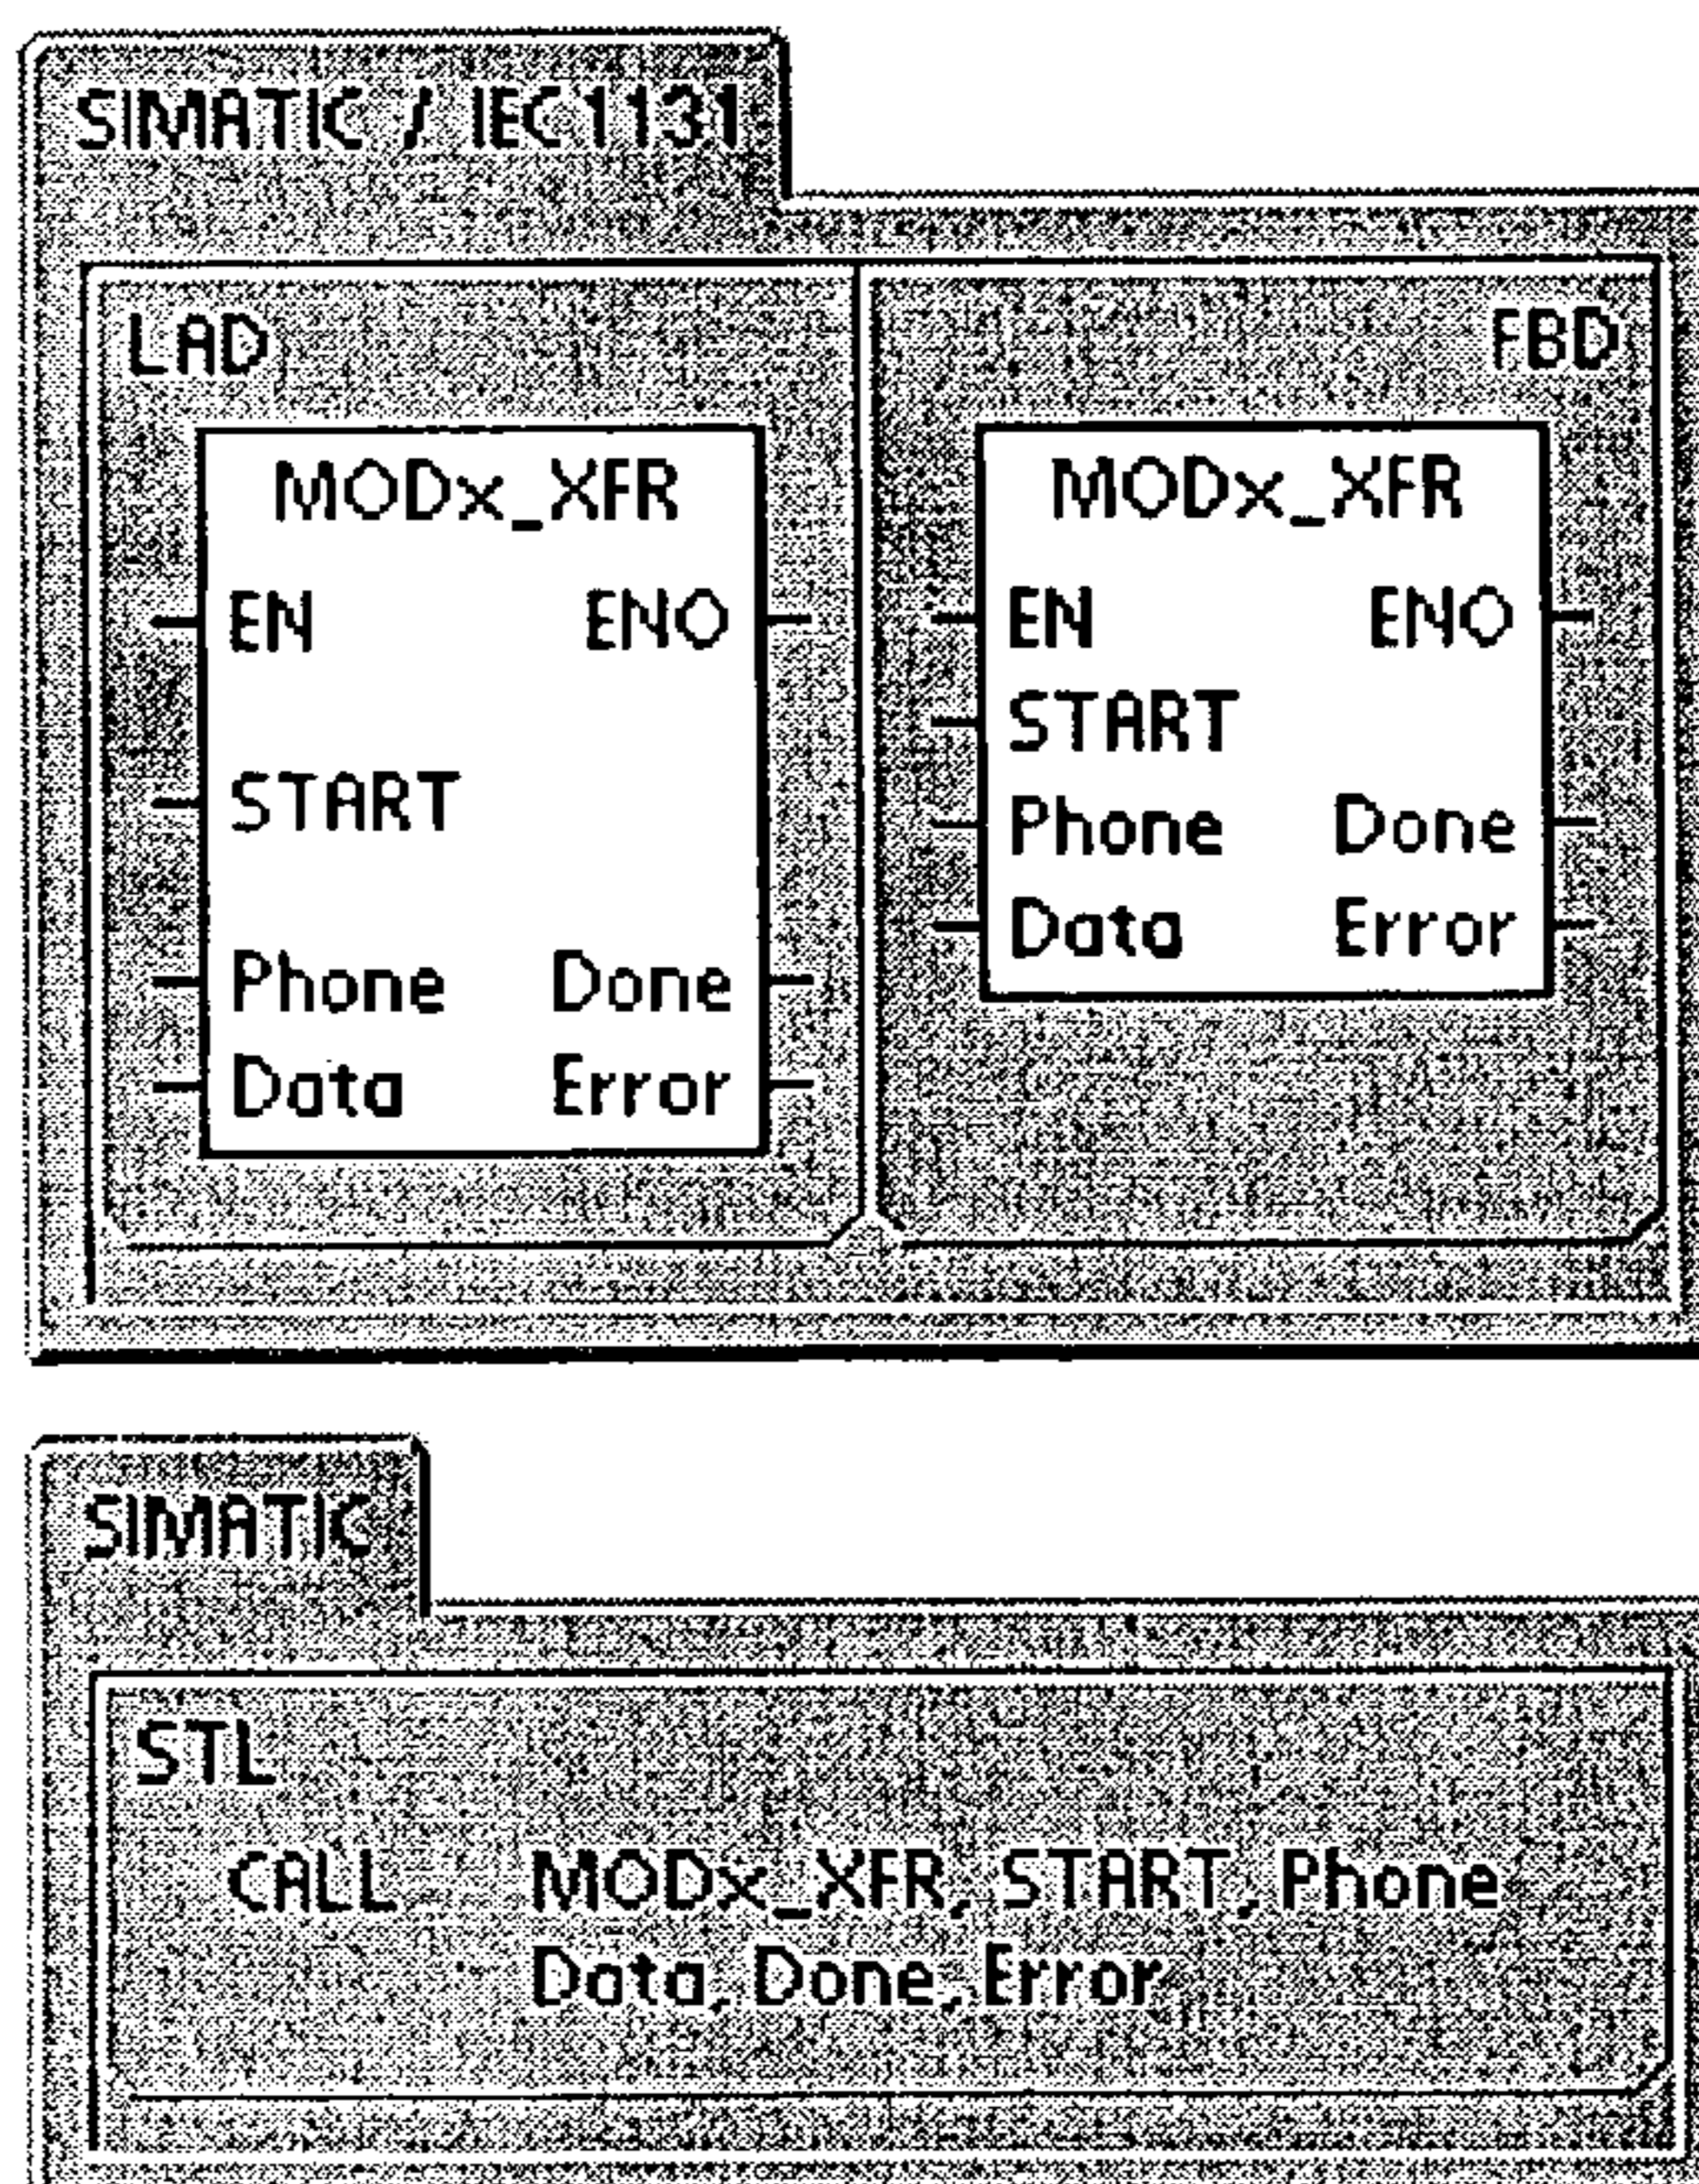 SIMATIC / IEC1131
LAD
MODx_XFR
EN ENO
START
Phone Done
Data Error
FBD
MODx_XFR
EN ENO
START
Phone Done
Data Error
SIMATIC
STL
CALL MODx_XFR, START, Phone
Data, Done, Error